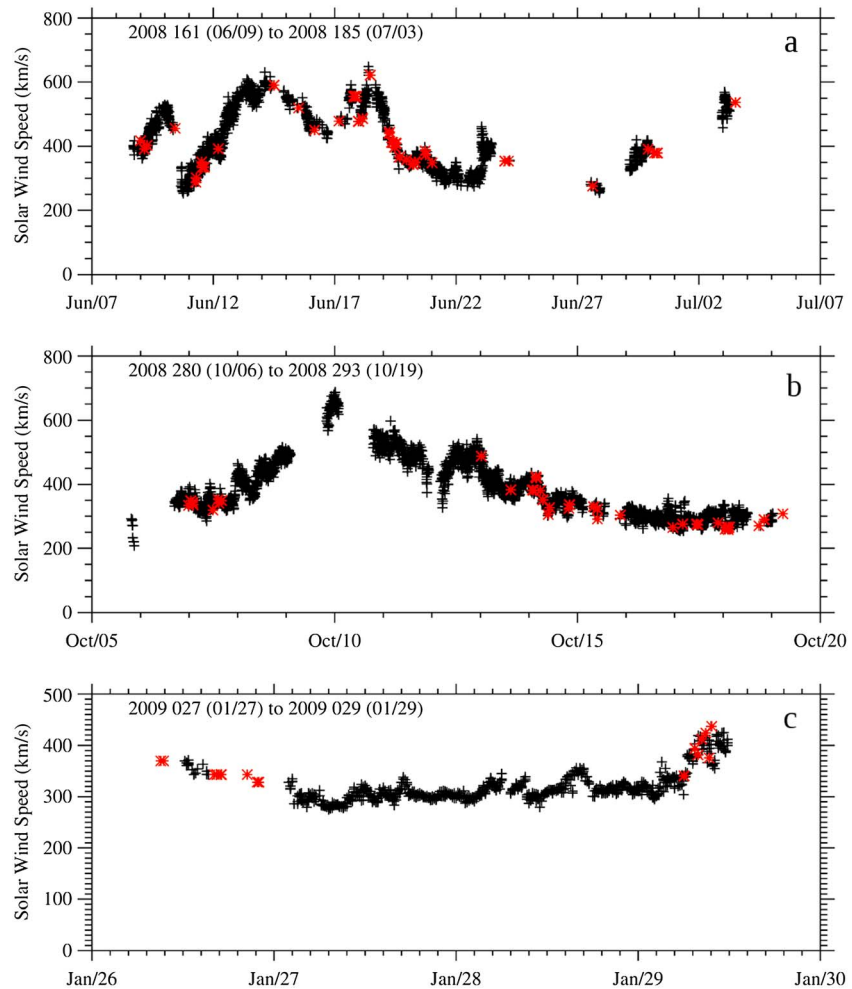 800
2008 161 (06/09) to 2008 185 (07/03)
a
600
400
200
0
Solar Wind Speed (km/s)
Jun/07 Jun/12 Jun/17 Jun/22 Jun/27 Jul/02 Jul/07
800
2008 280 (10/06) to 2008 293 (10/19)
b
600
400
200
0
Solar Wind Speed (km/s)
Oct/05 Oct/10 Oct/15 Oct/20
500
2009 027 (01/27) to 2009 029 (01/29)
c
400
300
200
100
0
Solar Wind Speed (km/s)
Jan/26 Jan/27 Jan/28 Jan/29 Jan/30